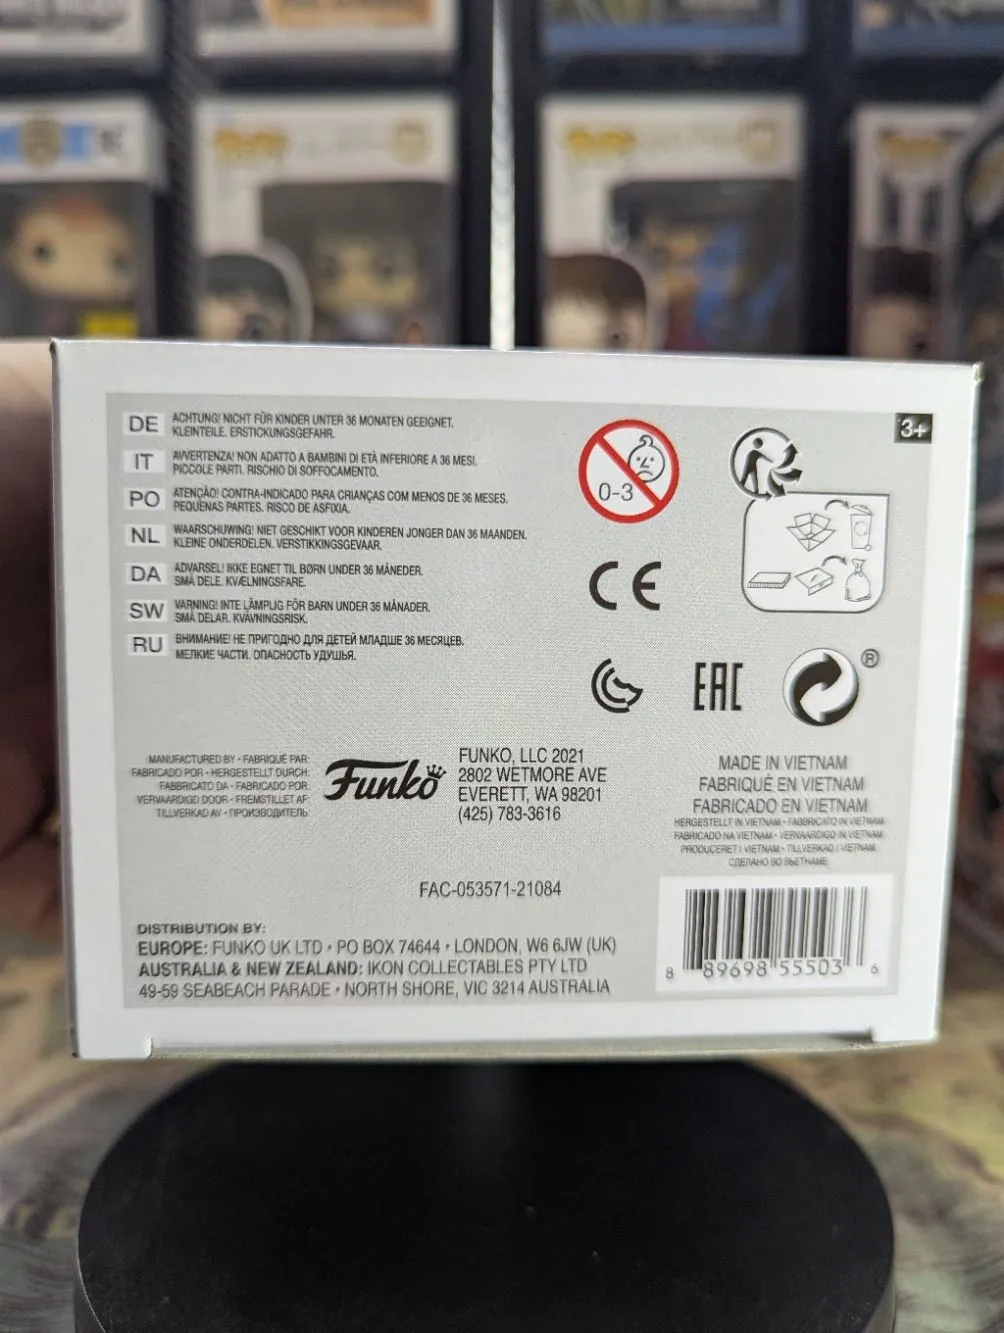 DE ACHTUNG! NICHT FÜR KINDER UNTER 36 MONATEN GEEIGNET.
KLEINTEILE. ERSTICKUNGSGEFAHR.
IT AVVERTENZA! NON ADATTO A BAMBINI DI ETÀ INFERIORE A 36 MESI.
PICCOLE PARTI. RISCHIO DI SOFFOCAMENTO.
PO ATENÇÃO! CONTRA-INDICADO PARA CRIANÇAS COM MENOS DE 36 MESES.
PEQUENAS PARTES. RISCO DE ASFIXIA.
NL WAARSCHUWING! NIET GESCHIKT VOOR KINDEREN JONGER DAN 36 MAANDEN.
KLEINE ONDERDELEN. VERSTIKKINGSGEVAAR.
DA ADVARSEL! IKKE EGNET TIL BØRN UNDER 36 MÅNEDER.
SMÅ DELE. KVÆLNINGSFARE.
SW VARNING! INTE LÄMPLIG FÖR BARN UNDER 36 MÅNADER.
SMÅ DELAR. KVÄVNINGSRISK.
RU ВНИМАНИЕ! НЕ ПРИГОДНО ДЛЯ ДЕТЕЙ МЛАДШЕ 36 МЕСЯЦЕВ.
МЕЛКИЕ ЧАСТИ. ОПАСНОСТЬ УДУШЬЯ.
0-3
3+
CE
EAC
®
MANUFACTURED BY • FABRIQUÉ PAR:
FABRICADO POR • HERGESTELLT DURCH:
FABBRICATO DA • FABRICADO POR:
VERVAARDIGD DOOR • FREMSTILLET AF:
TILLVERKAD AV • ПРОИЗВОДИТЕЛЬ:
Funko
FUNKO, LLC 2021
2802 WETMORE AVE
EVERETT, WA 98201
(425) 783-3616
MADE IN VIETNAM
FABRIQUÉ EN VIETNAM
FABRICADO EN VIETNAM
HERGESTELLT IN VIETNAM • FABBRICATO IN VIETNAM
FABRICADO NA VIETNAM • VERVAARDIGD IN VIETNAM
PRODUCERET I VIETNAM • TILLVERKAD I VIETNAM
СДЕЛАНО ВО ВЬЕТНАМЕ
FAC-053571-21084
DISTRIBUTION BY:
EUROPE: FUNKO UK LTD • PO BOX 74644 • LONDON, W6 6JW (UK)
AUSTRALIA & NEW ZEALAND: IKON COLLECTABLES PTY LTD
49-59 SEABEACH PARADE • NORTH SHORE, VIC 3214 AUSTRALIA
8 89698 55503 6